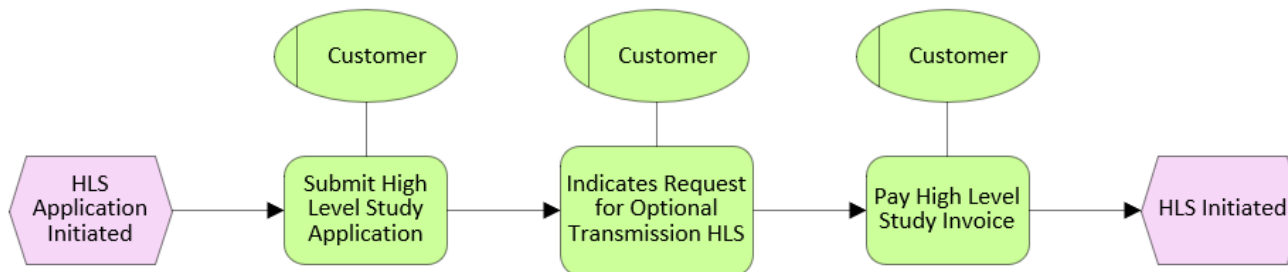 Customer
Customer
Customer
HLS
Application
Initiated
Submit High
Level Study
Application
Indicates Request
for Optional
Transmission HLS
Pay High Level
Study Invoice
HLS Initiated